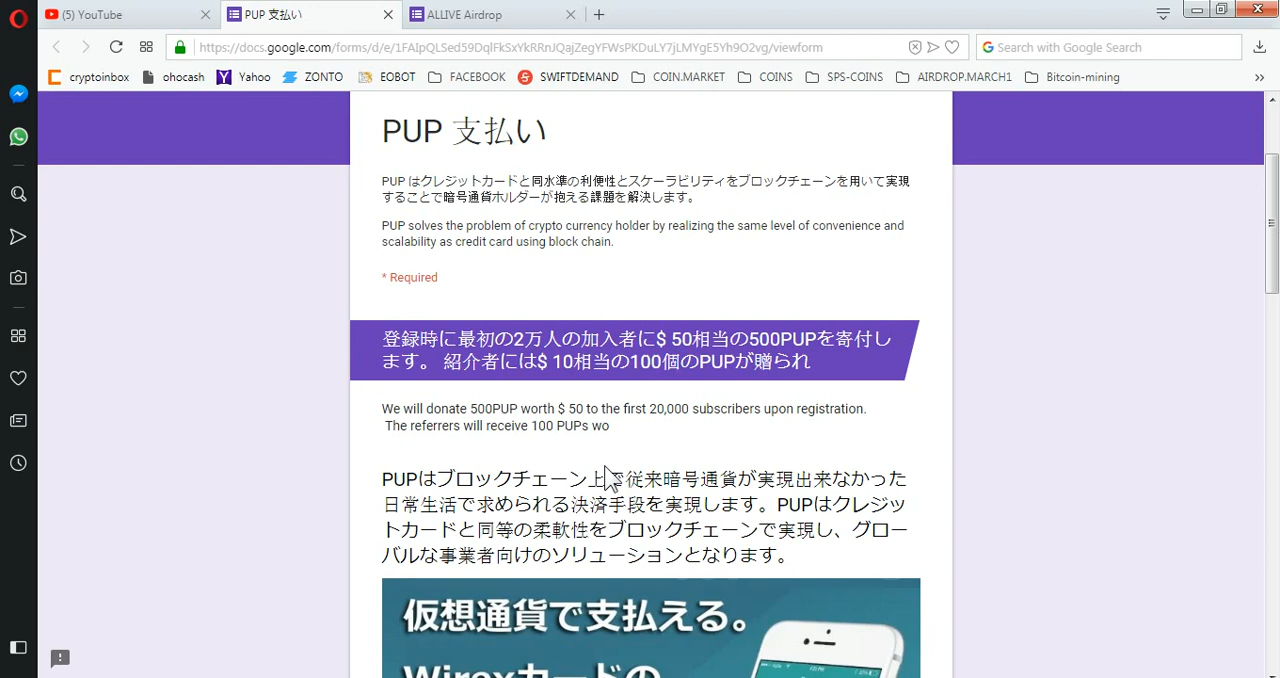 (5) YouTube
PUP 支払い
ALLIVE Airdrop
https://docs.google.com/forms/d/e/1FAIpQLSed59DqIFkSxYkRRnJQajZegYFWsPKDuLY7jLMYgE5Yh9O2vg/viewform
Search with Google Search
cryptoinbox
ohocash
Yahoo
ZONTO
EOBOT
FACEBOOK
SWIFTDEMAND
COIN.MARKET
COINS
SPS-COINS
AIRDROP.MARCH1
Bitcoin-mining
PUP 支払い
PUP はクレジットカードと同水準の利便性とスケーラビリティをブロックチェーンを用いて実現
することで暗号通貨ホルダーが抱える課題を解決します。
PUP solves the problem of crypto currency holder by realizing the same level of convenience and
scalability as credit card using block chain.
* Required
登録時に最初の2万人の加入者に$ 50相当の500PUPを寄付し
ます。 紹介者には$ 10相当の100個のPUPが贈られ
We will donate 500PUP worth $ 50 to the first 20,000 subscribers upon registration.
The referrers will receive 100 PUPs wo
PUPはブロックチェーン上で従来暗号通貨が実現出来なかった
日常生活で求められる決済手段を実現します。PUPはクレジッ
トカードと同等の柔軟性をブロックチェーンで実現し、グロー
バルな事業者向けのソリューションとなります。
仮想通貨で支払える。
Wirexカードの